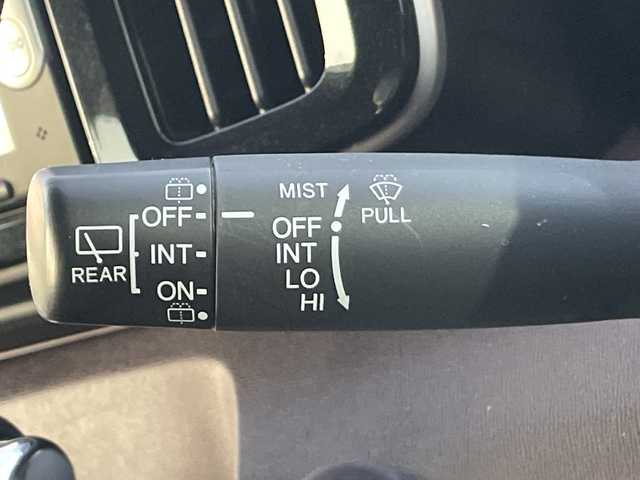 REAR
OFF
INT
ON
MIST
OFF
INT
LO
HI
PULL